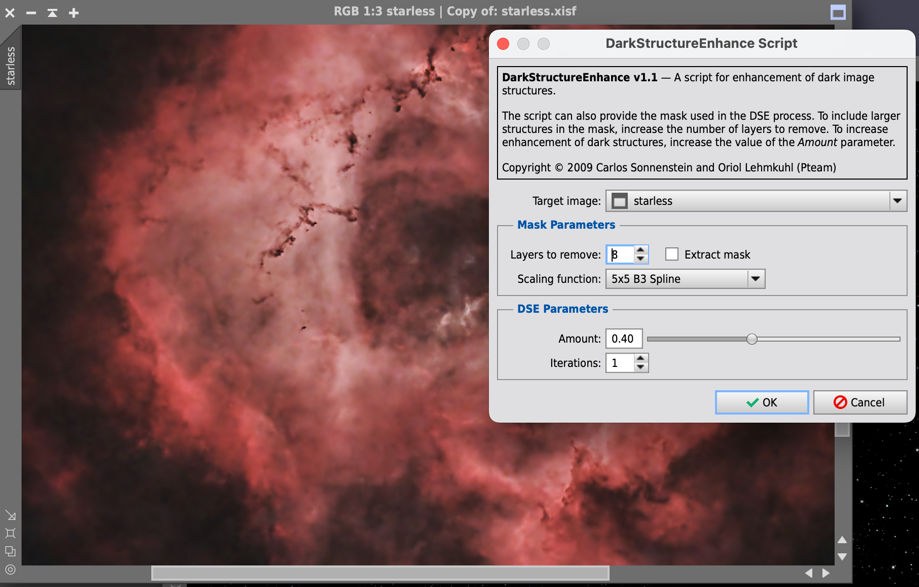 RGB 1:3 starless | Copy of: starless.xisf
starless
DarkStructureEnhance Script
DarkStructureEnhance v1.1 — A script for enhancement of dark image
structures.
The script can also provide the mask used in the DSE process. To include larger
structures in the mask, increase the number of layers to remove. To increase
enhancement of dark structures, increase the value of the Amount parameter.
Copyright © 2009 Carlos Sonnenstein and Oriol Lehmkuhl (Pteam)
Target image: starless
Mask Parameters
Layers to remove: 8 Extract mask
Scaling function: 5x5 B3 Spline
DSE Parameters
Amount: 0.40
Iterations: 1
OK Cancel